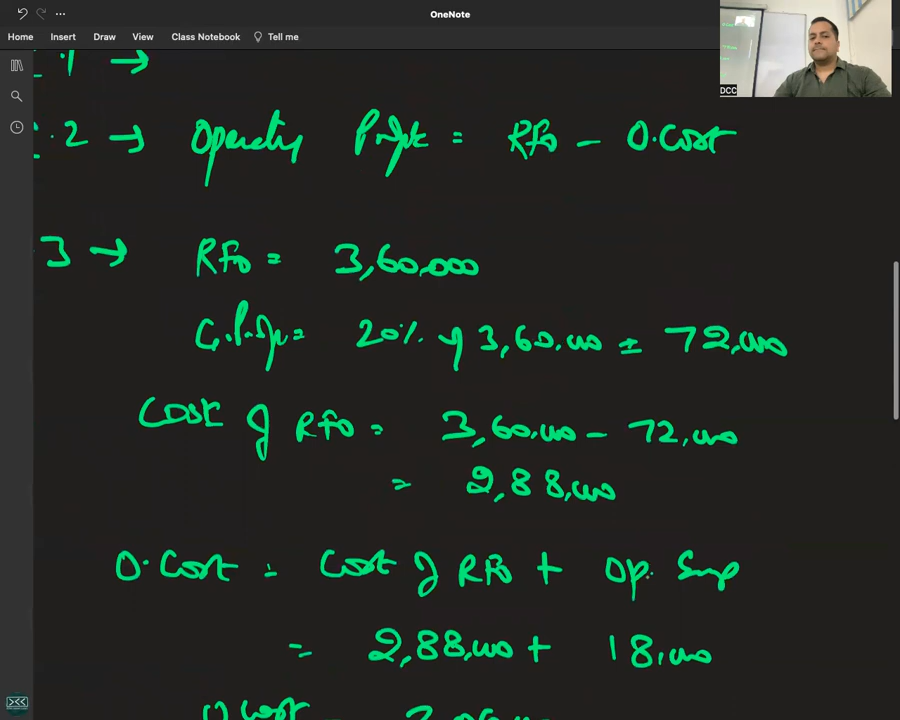 OneNote
Home Insert Draw View Class Notebook Tell me
DCC
.1 →
.2 → Operating Profit = RFO - O.Cost
3 → RFO = 3,60,000
G.Profit = 20% of 3,60,000 = 72,000
Cost of RFO = 3,60,000 - 72,000
= 2,88,000
O.Cost = Cost of RFO + Op. Exp
= 2,88,000 + 18,000
O Cost